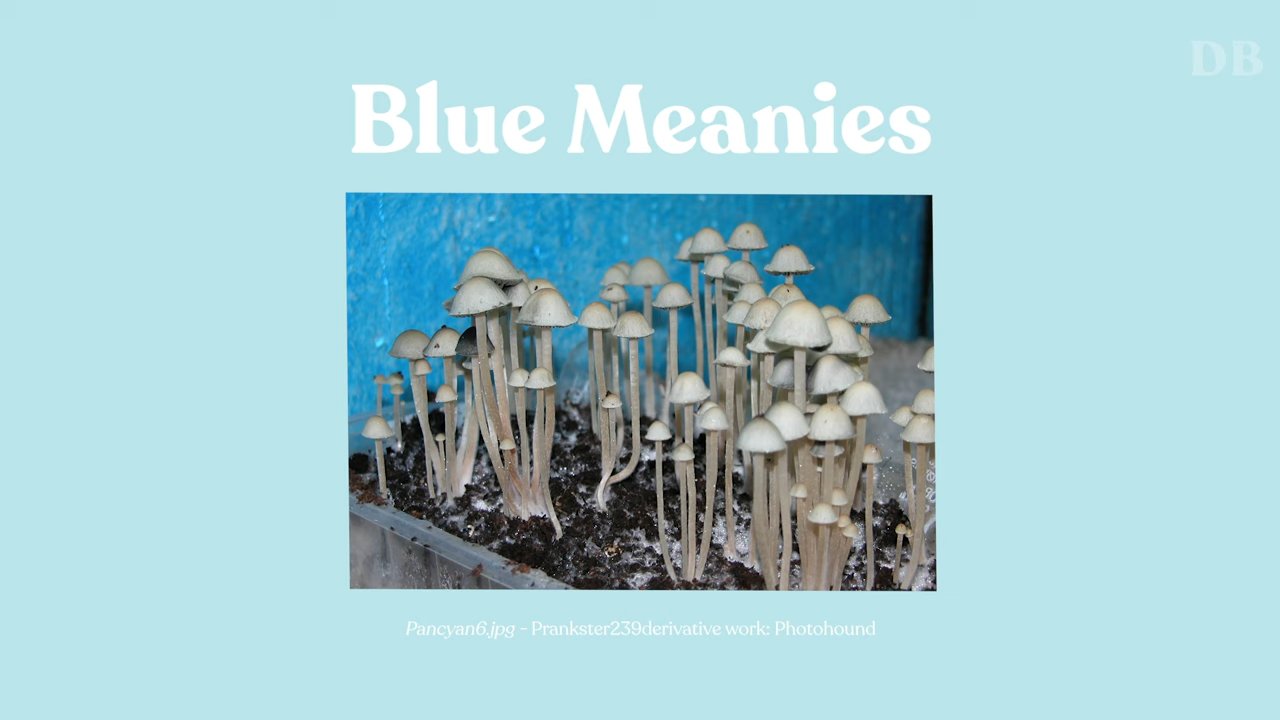 DB
Blue Meanies
Pancyan6.jpg - Prankster239derivative work: Photohound